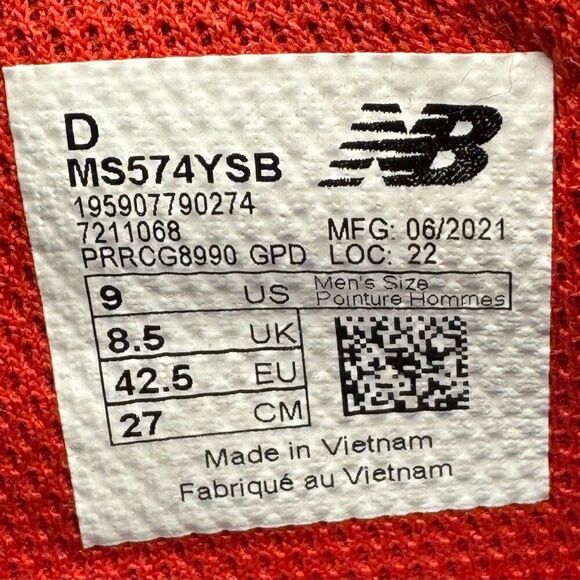 D
MS574YSB
NB
195907790274
7211068
MFG: 06/2021
PRRCG8990 GPD LOC: 22
9 US Men's Size
Pointure Hommes
8.5 UK
42.5 EU
27 CM
Made in Vietnam
Fabriqué au Vietnam